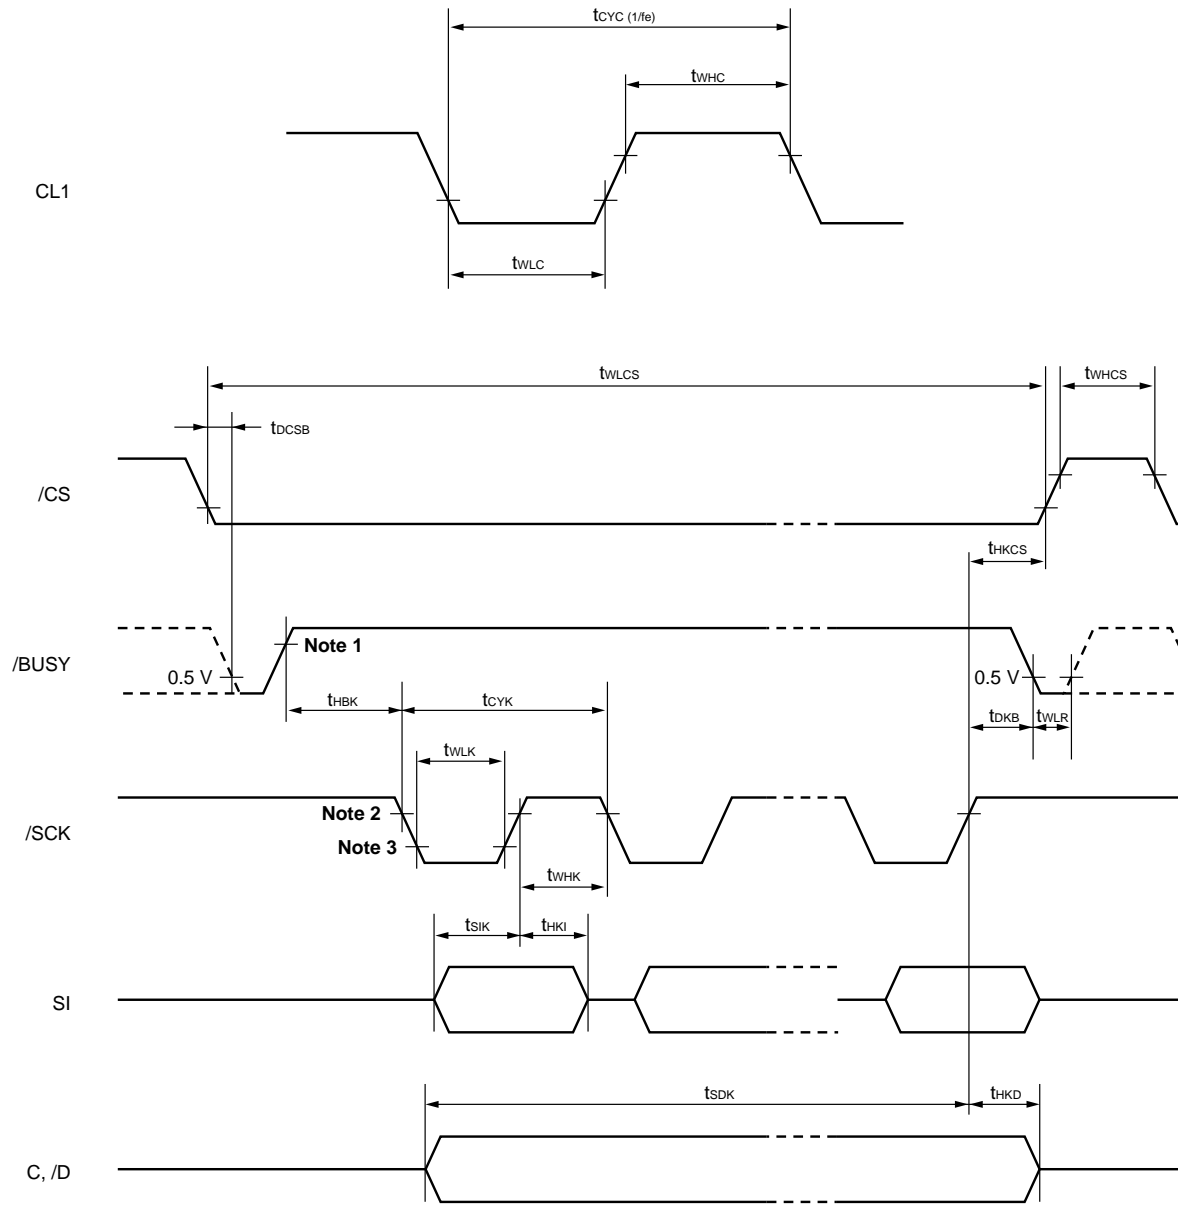 tCYC (1/fe)
tWHC
CL1
tWLC
tWLCS
tWHCS
tDCSB
/CS
tHKCS
Note 1
/BUSY
0.5 V
0.5 V
tHBK
tCYK
tDKB
tWLR
tWLK
Note 2
/SCK
Note 3
tWHK
tSIK
tHKI
SI
tSDK
tHKD
C, /D